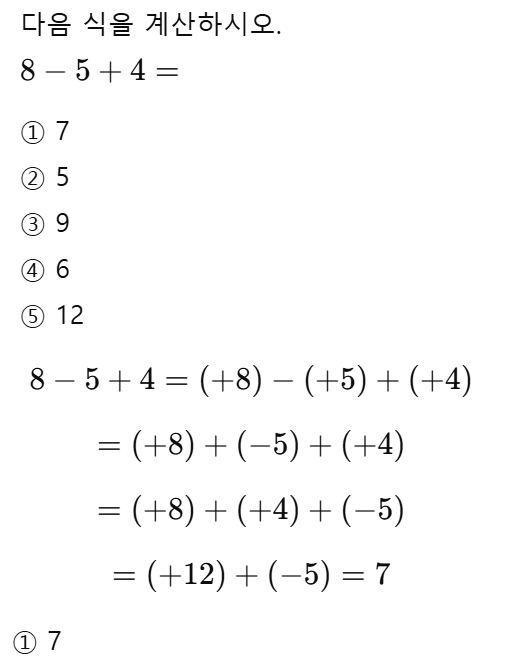 다음 식을 계산하시오.
8 − 5 + 4 =
① 7
② 5
③ 9
④ 6
⑤ 12
8 − 5 + 4 = (+8) − (+5) + (+4)
= (+8) + (−5) + (+4)
= (+8) + (+4) + (−5)
= (+12) + (−5) = 7
① 7